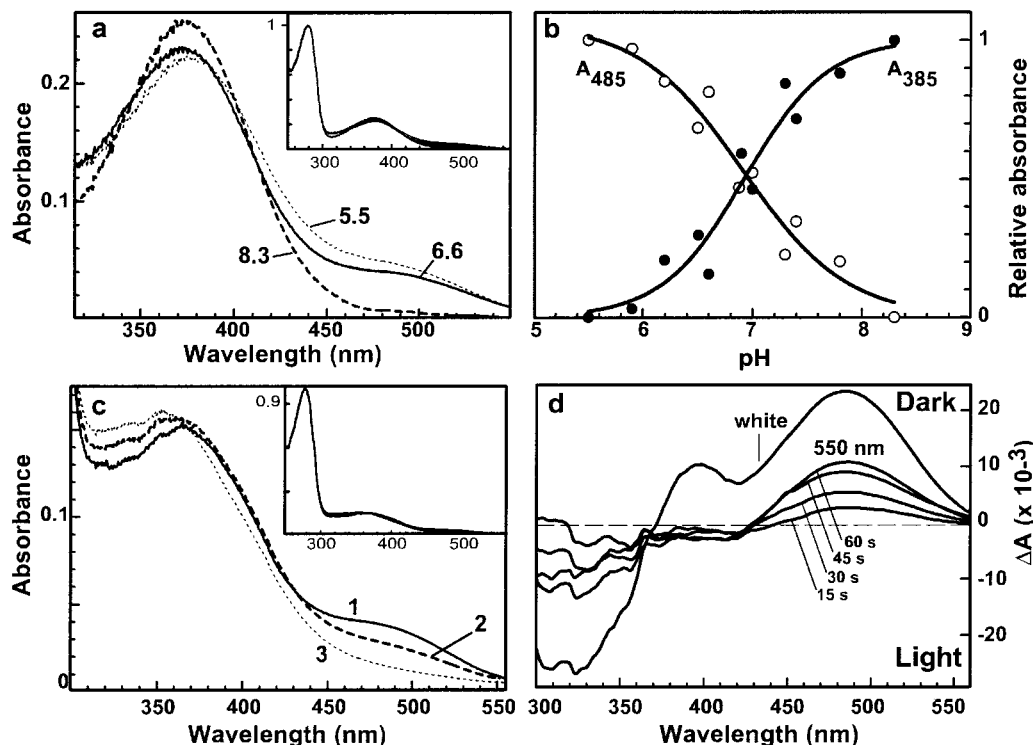 a
Absorbance
0.2
0.1
5.5
8.3
6.6
350 400 450 500
Wavelength (nm)
1
300 400 500
b
A485
A385
1
0
Relative absorbance
5 6 7 8 9
pH
c
Absorbance
0.1
0
1
2
3
350 400 450 500 550
Wavelength (nm)
0.9
300 400 500
d
Dark
white
550 nm
60 s
45 s
30 s
15 s
Light
20
10
0
-10
-20
ΔA (x 10-3)
300 350 400 450 500 550
Wavelength (nm)